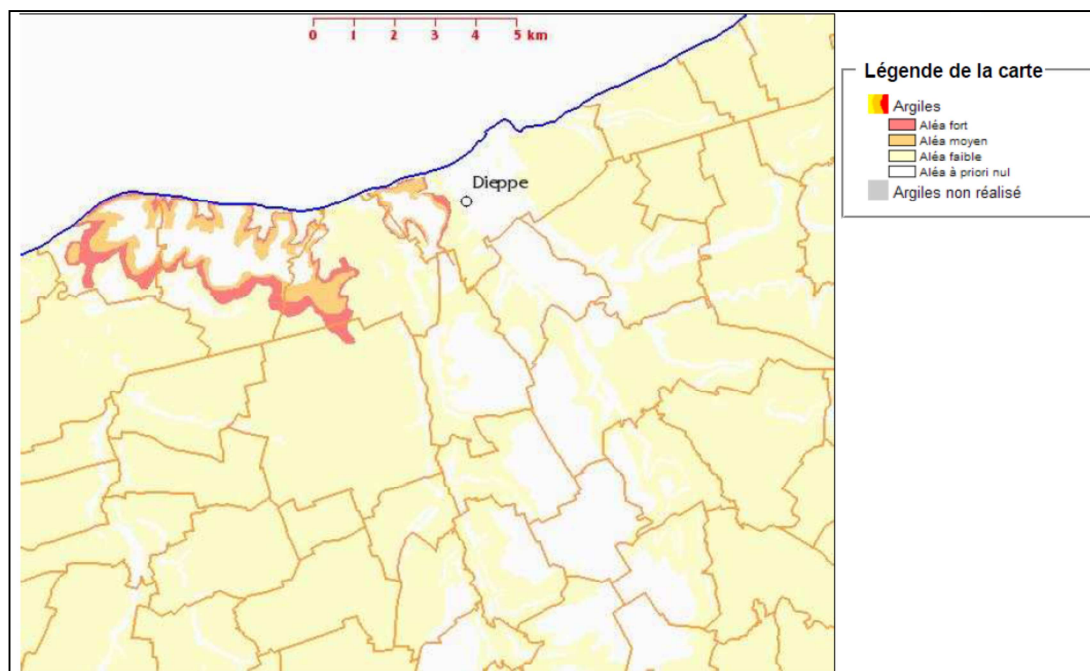 0 1 2 3 4 5 km
Dieppe
Légende de la carte
Argiles
Aléa fort
Aléa moyen
Aléa faible
Aléa à priori nul
Argiles non réalisé